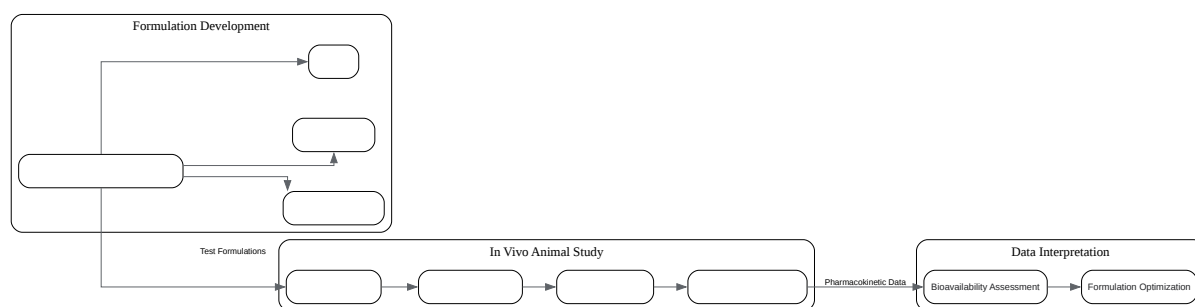 Formulation Development
Test Formulations
In Vivo Animal Study
Pharmacokinetic Data
Data Interpretation
Bioavailability Assessment
Formulation Optimization